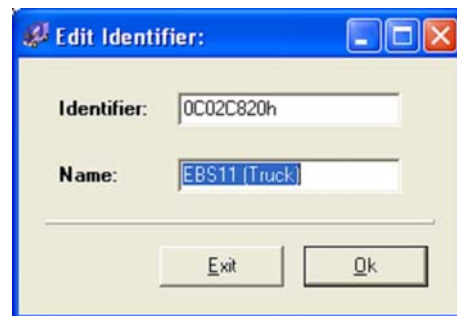 Edit Identifier:
Identifier: 0C02C820h
Name: EBS11 (Truck)
Exit Ok